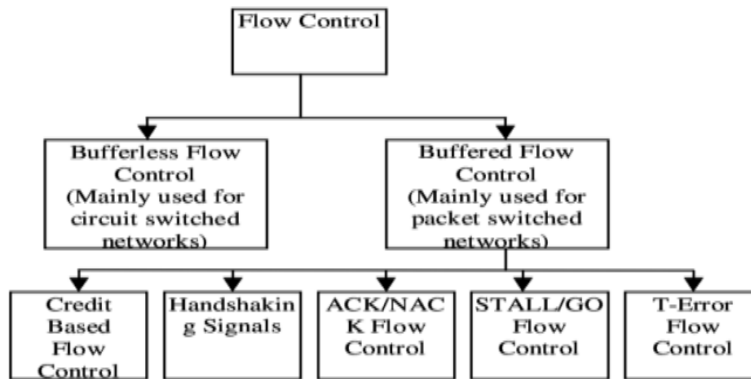 Flow Control
Bufferless Flow
Control
(Mainly used for
circuit switched
networks)
Buffered Flow
Control
(Mainly used for
packet switched
networks)
Credit
Based
Flow
Control
Handshakin
g Signals
ACK/NAC
K Flow
Control
STALL/GO
Flow
Control
T-Error
Flow
Control